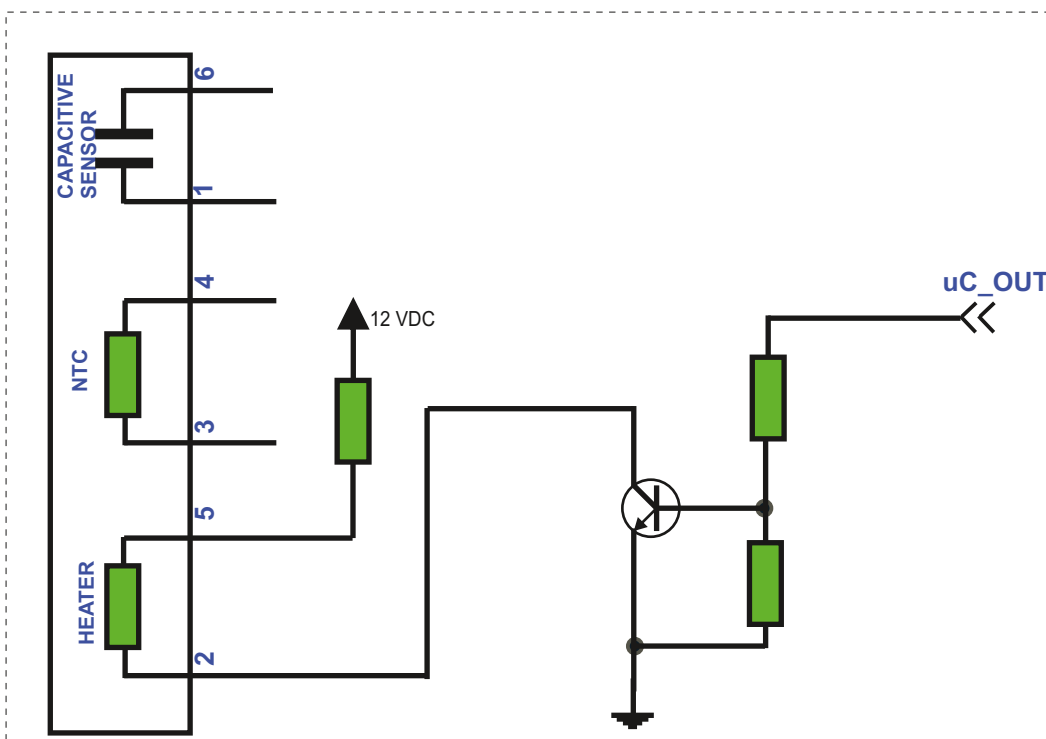 CAPACITIVE
SENSOR
6
1
4
NTC
3
12 VDC
uC_OUT
5
HEATER
2